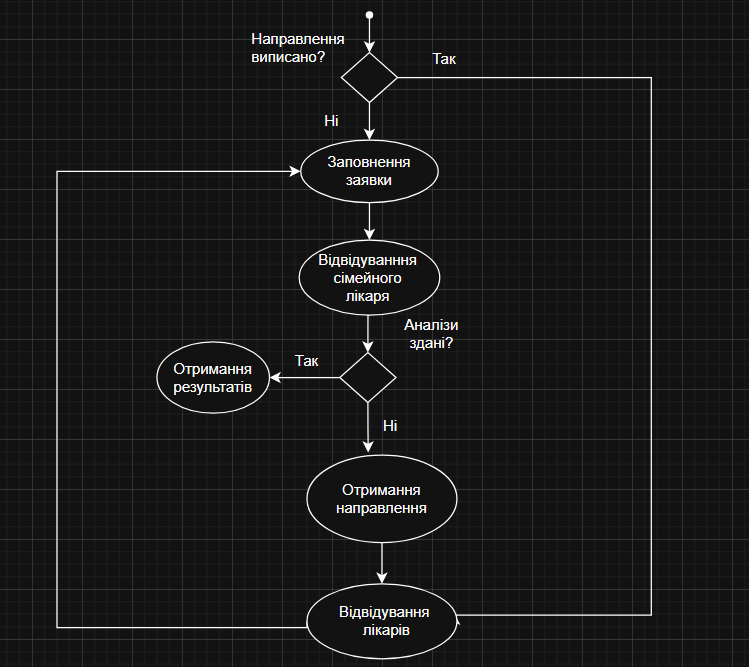 Направлення
виписано?
Так
Ні
Заповнення
заявки
Відвідуванння
сімейного
лікаря
Аналізи
здані?
Так
Отримання
результатів
Ні
Отримання
направлення
Відвідування
лікарів